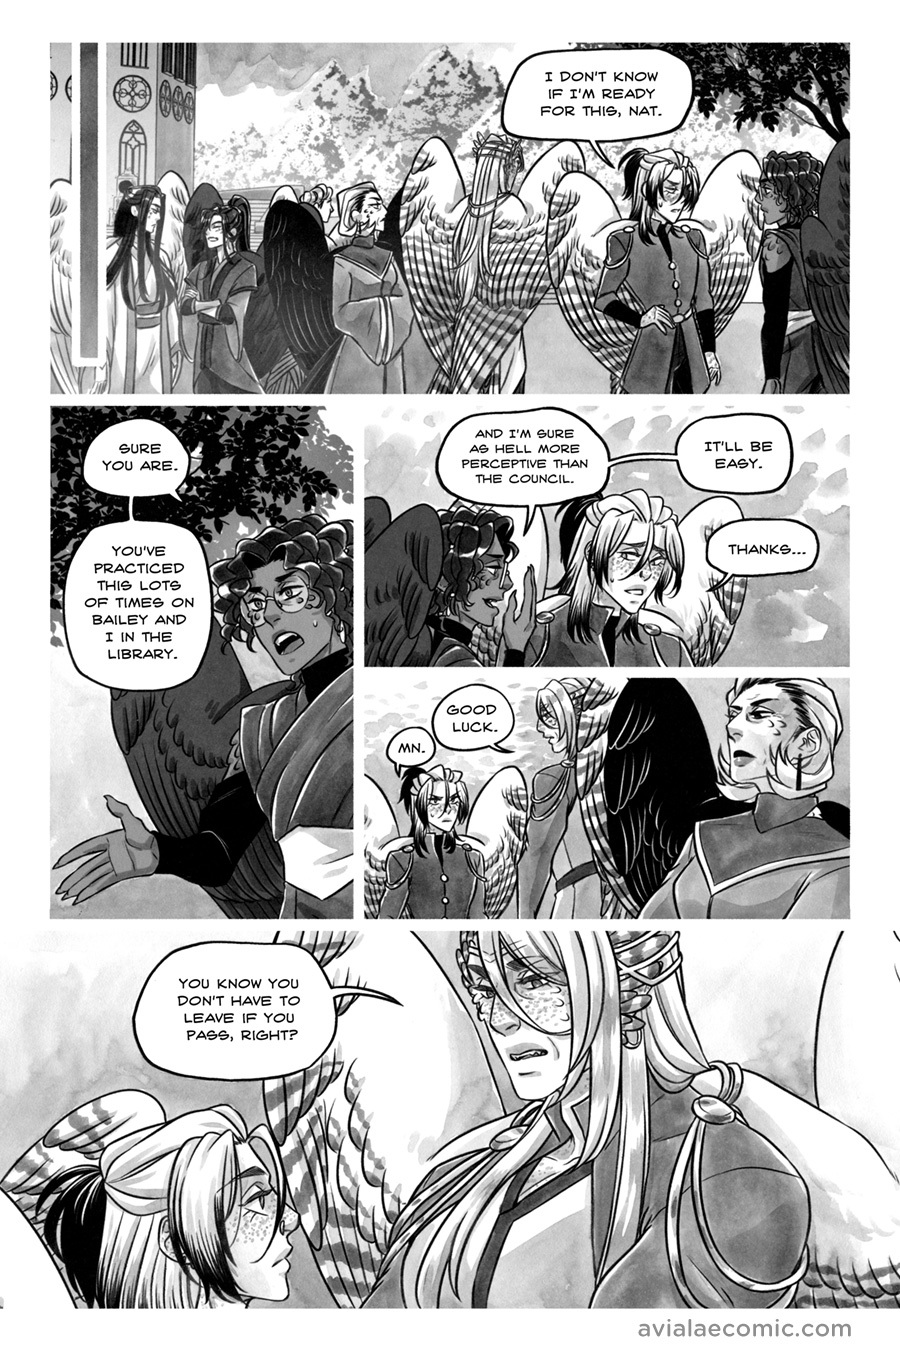 I DON'T KNOW
IF I'M READY
FOR THIS, NAT.
SURE
YOU ARE.
YOU'VE
PRACTICED
THIS LOTS
OF TIMES ON
BAILEY AND
I IN THE
LIBRARY.
AND I'M SURE
AS HELL MORE
PERCEPTIVE THAN
THE COUNCIL.
IT'LL BE
EASY.
THANKS...
GOOD
LUCK.
MN.
YOU KNOW YOU
DON'T HAVE TO
LEAVE IF YOU
PASS, RIGHT?
avialaecomic.com